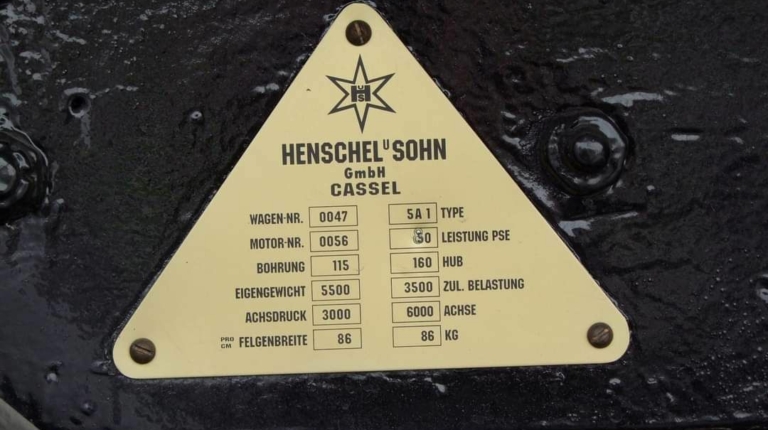 HUS
HENSCHEL U SOHN
GmbH
CASSEL
WAGEN-NR. 0047 5A1 TYPE
MOTOR-NR. 0056 50 LEISTUNG PSE
BOHRUNG 115 160 HUB
EIGENGEWICHT 5500 3500 ZUL. BELASTUNG
ACHSDRUCK 3000 6000 ACHSE
PRO CM FELGENBREITE 86 86 KG